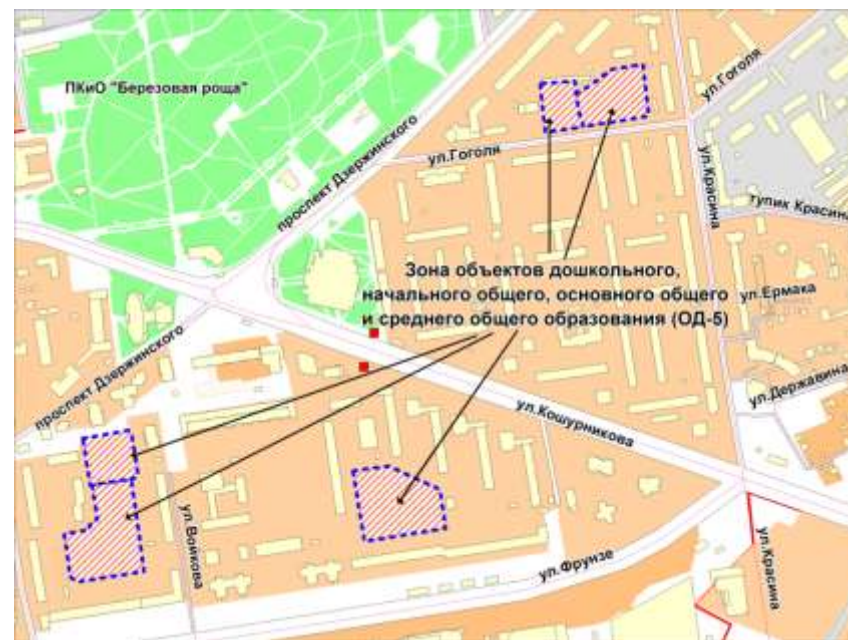 ПКиО "Березовая роща"
ул.Гоголя
ул.Гоголя
проспект Дзержинского
ул.Красина
тупик Красина
Зона объектов дошкольного,
начального общего, основного общего
и среднего общего образования (ОД-5)
ул.Ермака
проспект Дзержинского
ул.Державина
ул.Кошурникова
ул.Войкова
ул.Фрунзе
ул.Красина